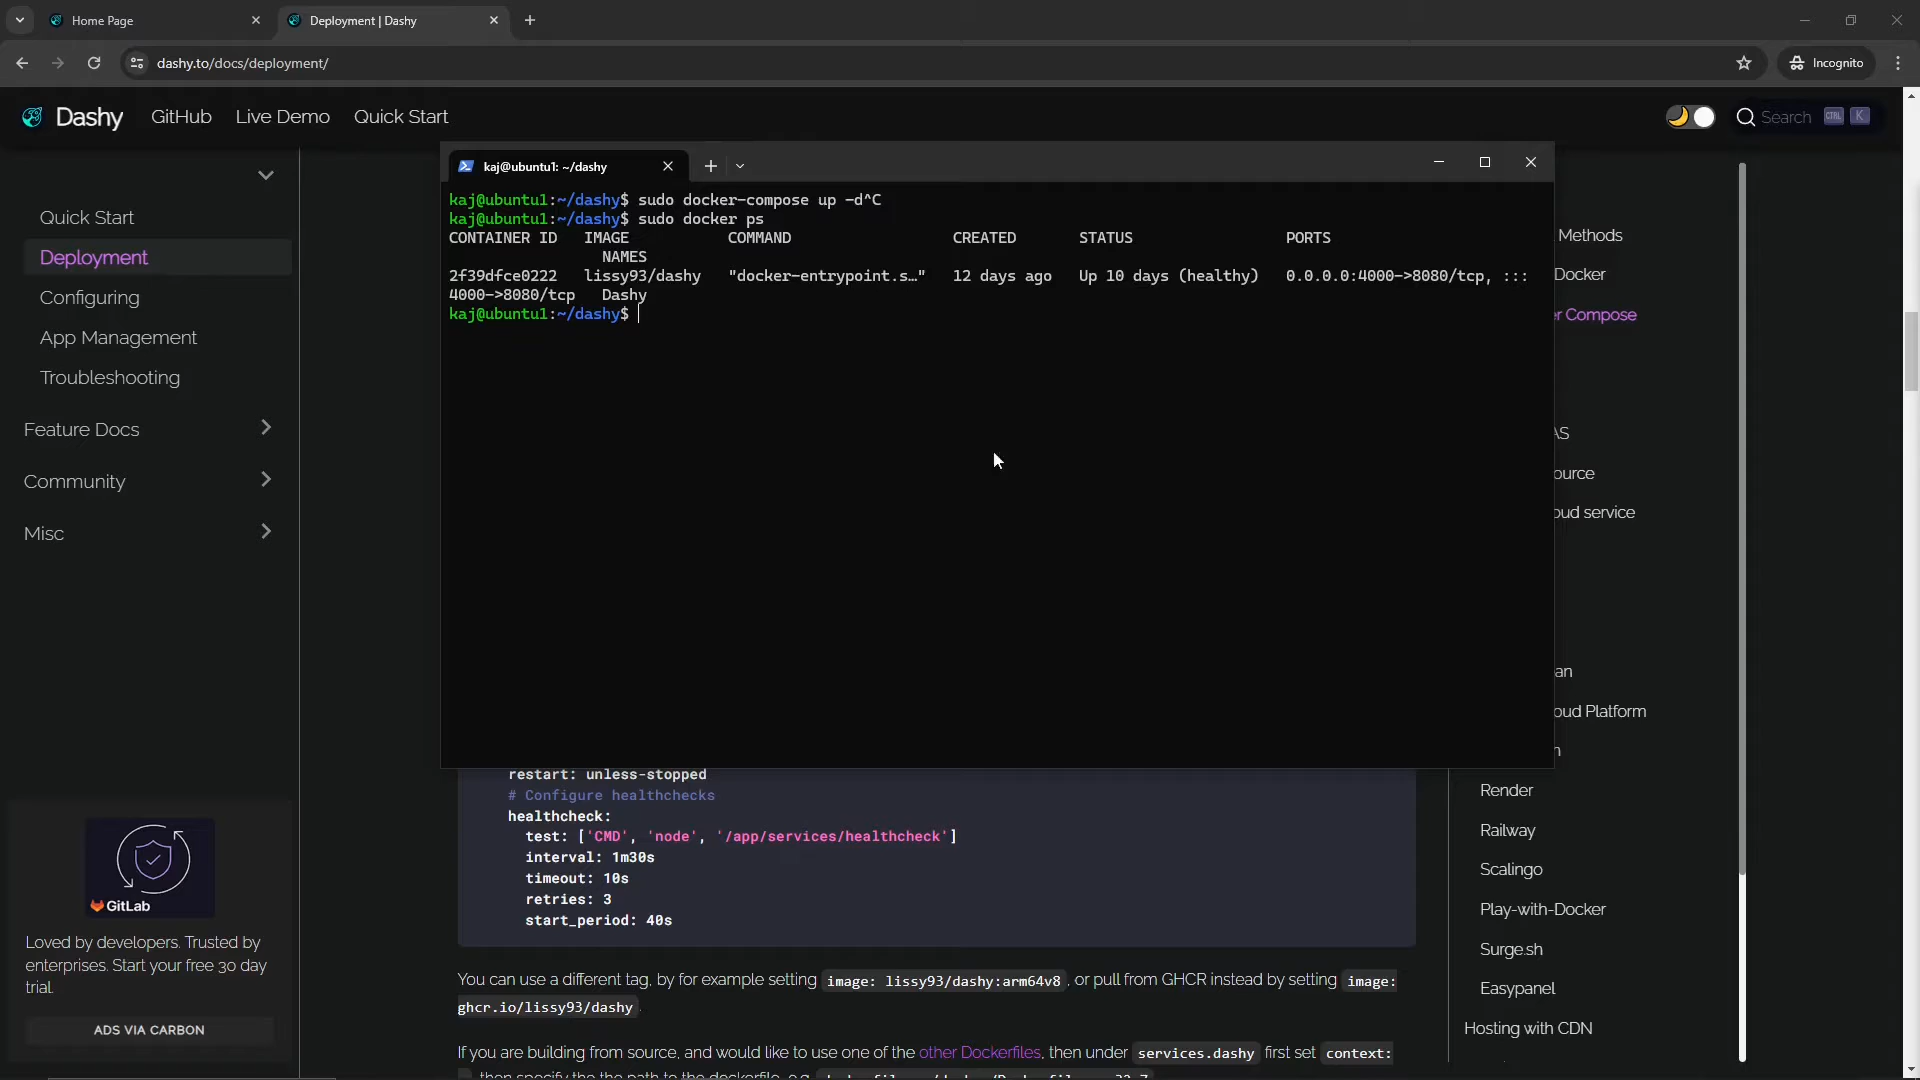 Home Page
Deployment | Dashy
dashy.to/docs/deployment/
Incognito
Dashy GitHub Live Demo Quick Start
Search CTRL K
Quick Start
Deployment
Configuring
App Management
Troubleshooting
Feature Docs
Community
Misc
GitLab
Loved by developers. Trusted by
enterprises. Start your free 30 day
trial.
ADS VIA CARBON
kaj@ubuntu1: ~/dashy
kaj@ubuntu1:~/dashy$ sudo docker-compose up -d^C
kaj@ubuntu1:~/dashy$ sudo docker ps
CONTAINER ID IMAGE COMMAND CREATED STATUS PORTS
NAMES
2f39dfce0222 lissy93/dashy "docker-entrypoint.s…" 12 days ago Up 10 days (healthy) 0.0.0.0:4000->8080/tcp, :::
4000->8080/tcp Dashy
kaj@ubuntu1:~/dashy$
restart: unless-stopped
# Configure healthchecks
healthcheck:
test: ['CMD', 'node', '/app/services/healthcheck']
interval: 1m30s
timeout: 10s
retries: 3
start_period: 40s
You can use a different tag, by for example setting image: lissy93/dashy:arm64v8 , or pull from GHCR instead by setting image:
ghcr.io/lissy93/dashy .
If you are building from source, and would like to use one of the other Dockerfiles, then under services.dashy first set context:
Methods
Docker
r Compose
AS
ource
oud service
an
oud Platform
n
Render
Railway
Scalingo
Play-with-Docker
Surge.sh
Easypanel
Hosting with CDN